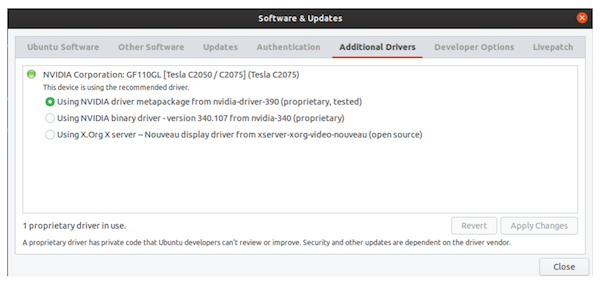 Software & Updates
Ubuntu Software Other Software Updates Authentication Additional Drivers Developer Options Livepatch
NVIDIA Corporation: GF110GL [Tesla C2050 / C2075] (Tesla C2075)
This device is using the recommended driver.
Using NVIDIA driver metapackage from nvidia-driver-390 (proprietary, tested)
Using NVIDIA binary driver - version 340.107 from nvidia-340 (proprietary)
Using X.Org X server -- Nouveau display driver from xserver-xorg-video-nouveau (open source)
1 proprietary driver in use.
Revert Apply Changes
A proprietary driver has private code that Ubuntu developers can't review or improve. Security and other updates are dependent on the driver vendor.
Close